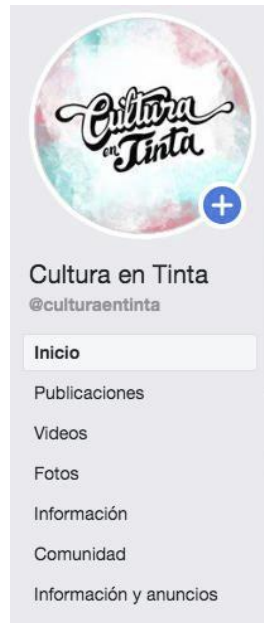 Cultura
en
Tinta
Cultura en Tinta
@culturaentinta
Inicio
Publicaciones
Videos
Fotos
Información
Comunidad
Información y anuncios